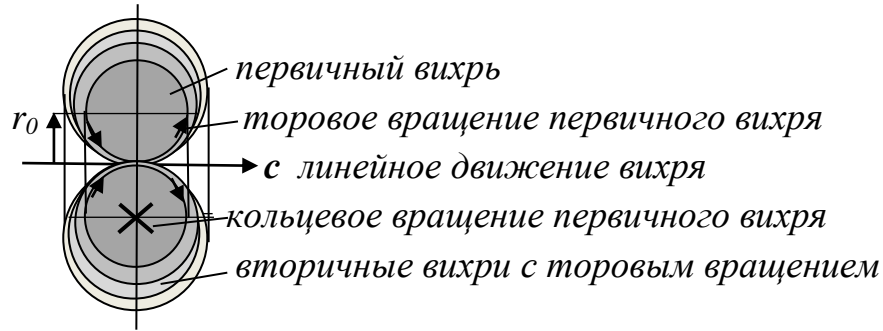 первичный вихрь
r0 торовое вращение первичного вихря
c линейное движение вихря
кольцевое вращение первичного вихря
вторичные вихри с торовым вращением